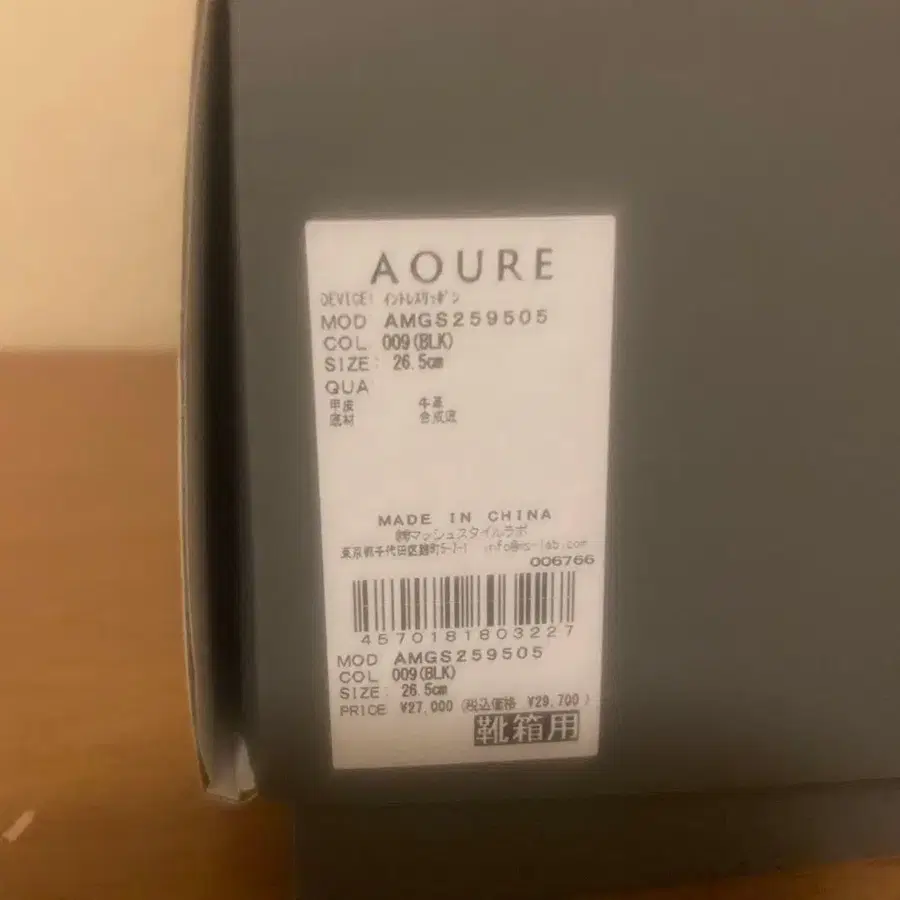 AOURE
DEVICE: ｲﾝﾄﾚｽﾘｯﾎﾞﾝ
MOD AMGS259505
COL 009(BLK)
SIZE: 26.5cm
QUA
甲皮 牛革
底材 合成底
MADE IN CHINA
㈱マッシュスタイルラボ
東京都千代田区麹町5-7-1 info@ms-lab.com
006766
4570181803227
MOD AMGS259505
COL 009(BLK)
SIZE: 26.5cm
PRICE ¥27,000 (税込価格 ¥29,700)
靴箱用